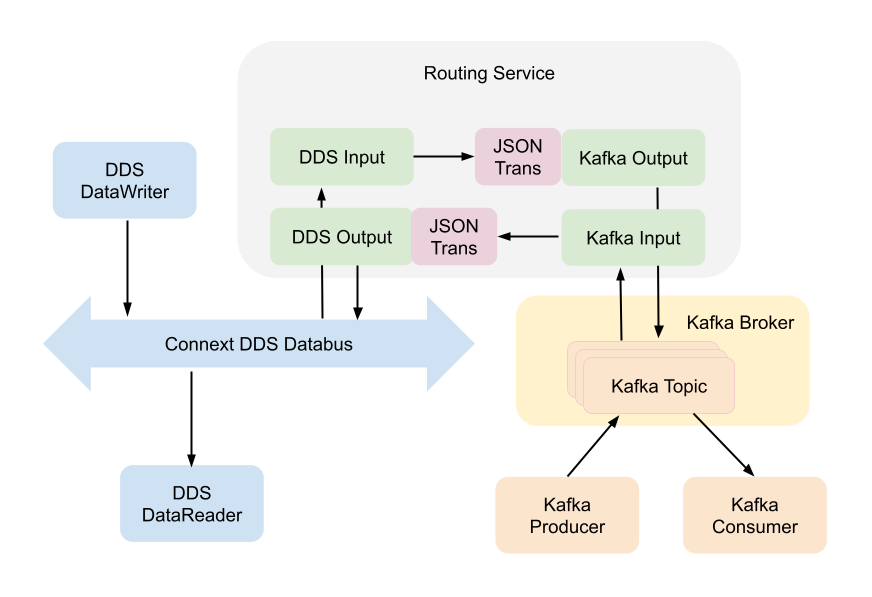 Routing Service
DDS Input
JSON
Trans
Kafka Output
DDS
DataWriter
DDS Output
JSON
Trans
Kafka Input
Kafka Broker
Connext DDS Databus
Kafka Topic
DDS
DataReader
Kafka
Producer
Kafka
Consumer